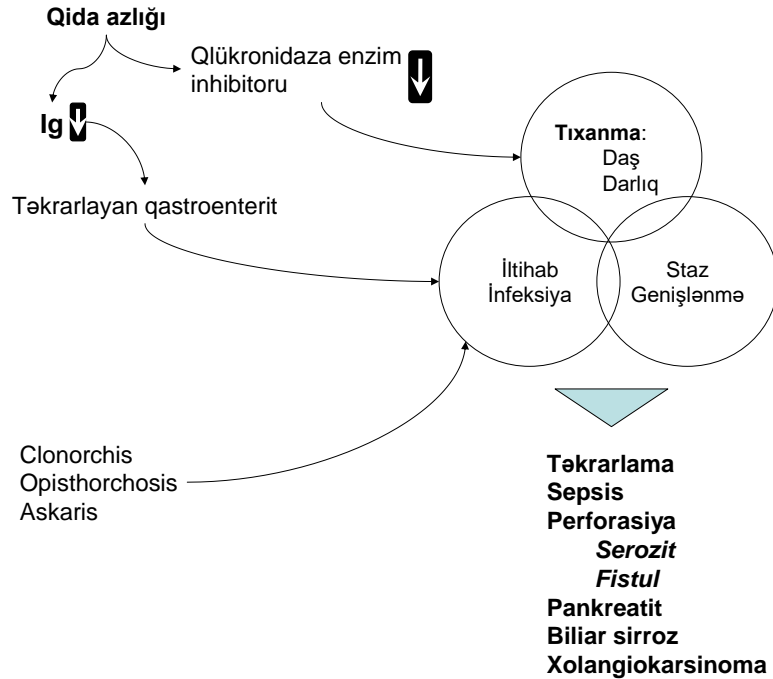 Qida azlığı
Qlükronidaza enzim
inhibitoru
Ig
Təkrarlayan qastroenterit
Tıxanma:
Daş
Darlıq
İltihab
İnfeksiya
Staz
Genişlənmə
Clonorchis
Opisthorchosis
Askaris
Təkrarlama
Sepsis
Perforasiya
Serozit
Fistul
Pankreatit
Biliar sirroz
Xolangiokarsinoma